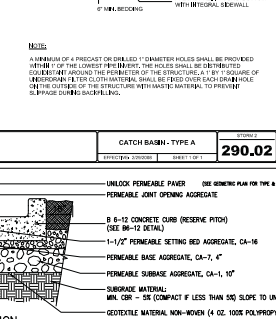 6" MIN. BEDDING
WITH INTEGRAL SIDEWALL
NOTE:
A MINIMUM OF 4 PRECAST OR DRILLED 1" DIAMETER HOLES SHALL BE PROVIDED
WITHIN 1" OF THE LOWEST PIPE INVERT. THE HOLES SHALL BE DISTRIBUTED
EQUIDISTANT AROUND THE PERIMETER OF THE STRUCTURE. A 1' BY 1' SQUARE OF
UNDERDRAIN FILTER CLOTH MATERIAL SHALL BE FIXED OVER EACH DRAIN HOLE
ON THE OUTSIDE OF THE STRUCTURE WITH MASTIC MATERIAL TO PREVENT
SLIPPAGE DURING BACKFILLING.
CATCH BASIN - TYPE A
STORM 2
290.02
EFFECTIVE:
SHEET 1 OF 1
UNILOCK PERMEABLE PAVER (SEE GEOMETRIC PLAN FOR TYPE &
PERMEABLE JOINT OPENING AGGREGATE
B 6-12 CONCRETE CURB (RESERVE PITCH)
(SEE B6-12 DETAIL)
1-1/2" PERMEABLE SETTING BED AGGREGATE, CA-16
PERMEABLE BASE AGGREGATE, CA-7, 4"
PERMEABLE SUBBASE AGGREGATE, CA-1, 10"
SUBGRADE MATERIAL:
MIN. CBR - 5% (COMPACT IF LESS THAN 5%) SLOPE TO UN
GEOTEXTILE MATERIAL NON-WOVEN (4 OZ. 100% POLYPROPY